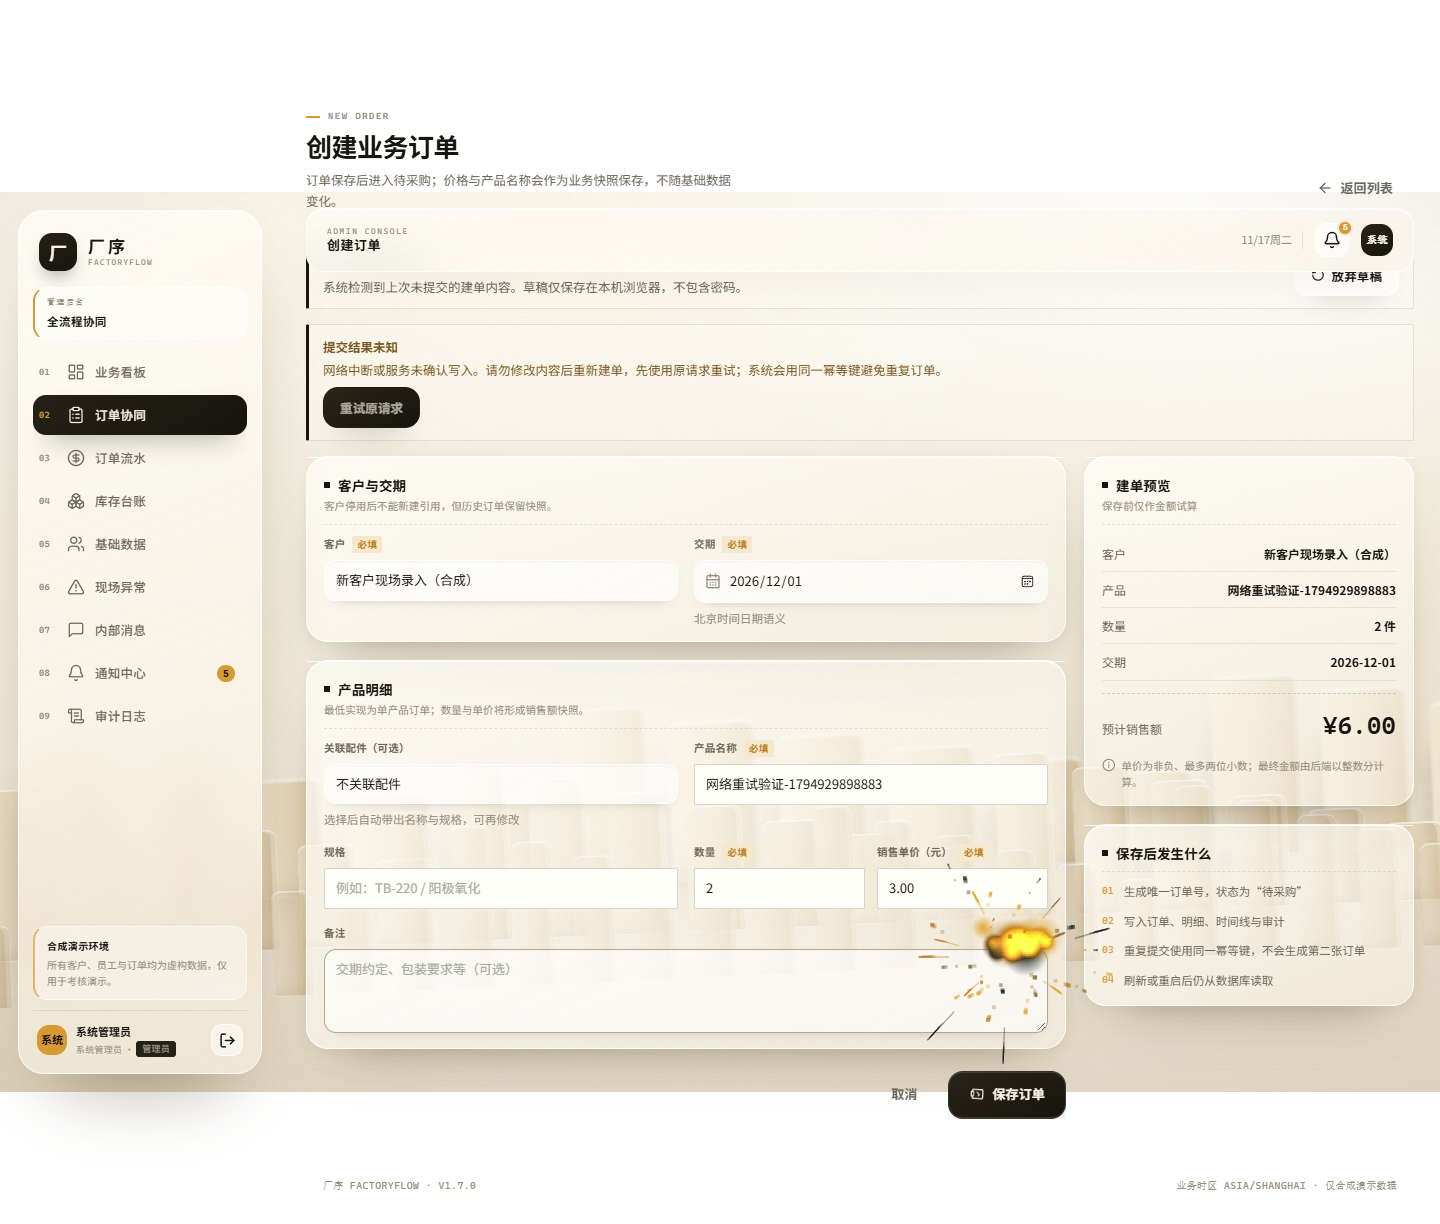 NEW ORDER
创建业务订单
订单保存后进入待采购；价格与产品名称会作为业务快照保存，不随基础数据
变化。
返回列表
厂
厂序
FACTORYFLOW
管理后台
全流程协同
01 业务看板
02 订单协同
03 订单流水
04 库存台账
05 基础数据
06 现场异常
07 内部消息
08 通知中心 5
09 审计日志
合成演示环境
所有客户、员工与订单均为虚构数据，仅
用于考核演示。
系统 系统管理员
系统管理员 · 管理员
ADMIN CONSOLE
创建订单
11/17周二
5
系统
系统检测到上次未提交的建单内容。草稿仅保存在本机浏览器，不包含密码。
放弃草稿
提交结果未知
网络中断或服务未确认写入。请勿修改内容后重新建单，先使用原请求重试；系统会用同一幂等键避免重复订单。
重试原请求
客户与交期
客户停用后不能新建引用，但历史订单保留快照。
客户 必填
新客户现场录入（合成）
交期 必填
2026/12/01
北京时间日期语义
产品明细
最低实现为单产品订单；数量与单价将形成销售额快照。
关联配件（可选）
不关联配件
选择后自动带出名称与规格，可再修改
产品名称 必填
网络重试验证-1794929898883
规格
例如：TB-220 / 阳极氧化
数量 必填
2
销售单价（元） 必填
3.00
备注
交期约定、包装要求等（可选）
取消
保存订单
建单预览
保存前仅作金额试算
客户 新客户现场录入（合成）
产品 网络重试验证-1794929898883
数量 2 件
交期 2026-12-01
预计销售额 ¥6.00
单价为非负、最多两位小数；最终金额由后端以整数分计
算。
保存后发生什么
01 生成唯一订单号，状态为“待采购”
02 写入订单、明细、时间线与审计
03 重复提交使用同一幂等键，不会生成第二张订单
04 刷新或重启后仍从数据库读取
厂序 FACTORYFLOW · V1.7.0
业务时区 ASIA/SHANGHAI · 仅合成演示数据